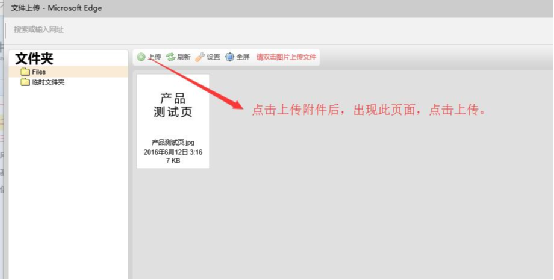 文件上传 - Microsoft Edge
搜索或输入网址
文件夹
Files
临时文件夹
上传 刷新 设置 全屏 请双击图片上传文件
产品
测试页
产品测试页.jpg
2016年6月12日 3:16
7 KB
点击上传附件后，出现此页面，点击上传。